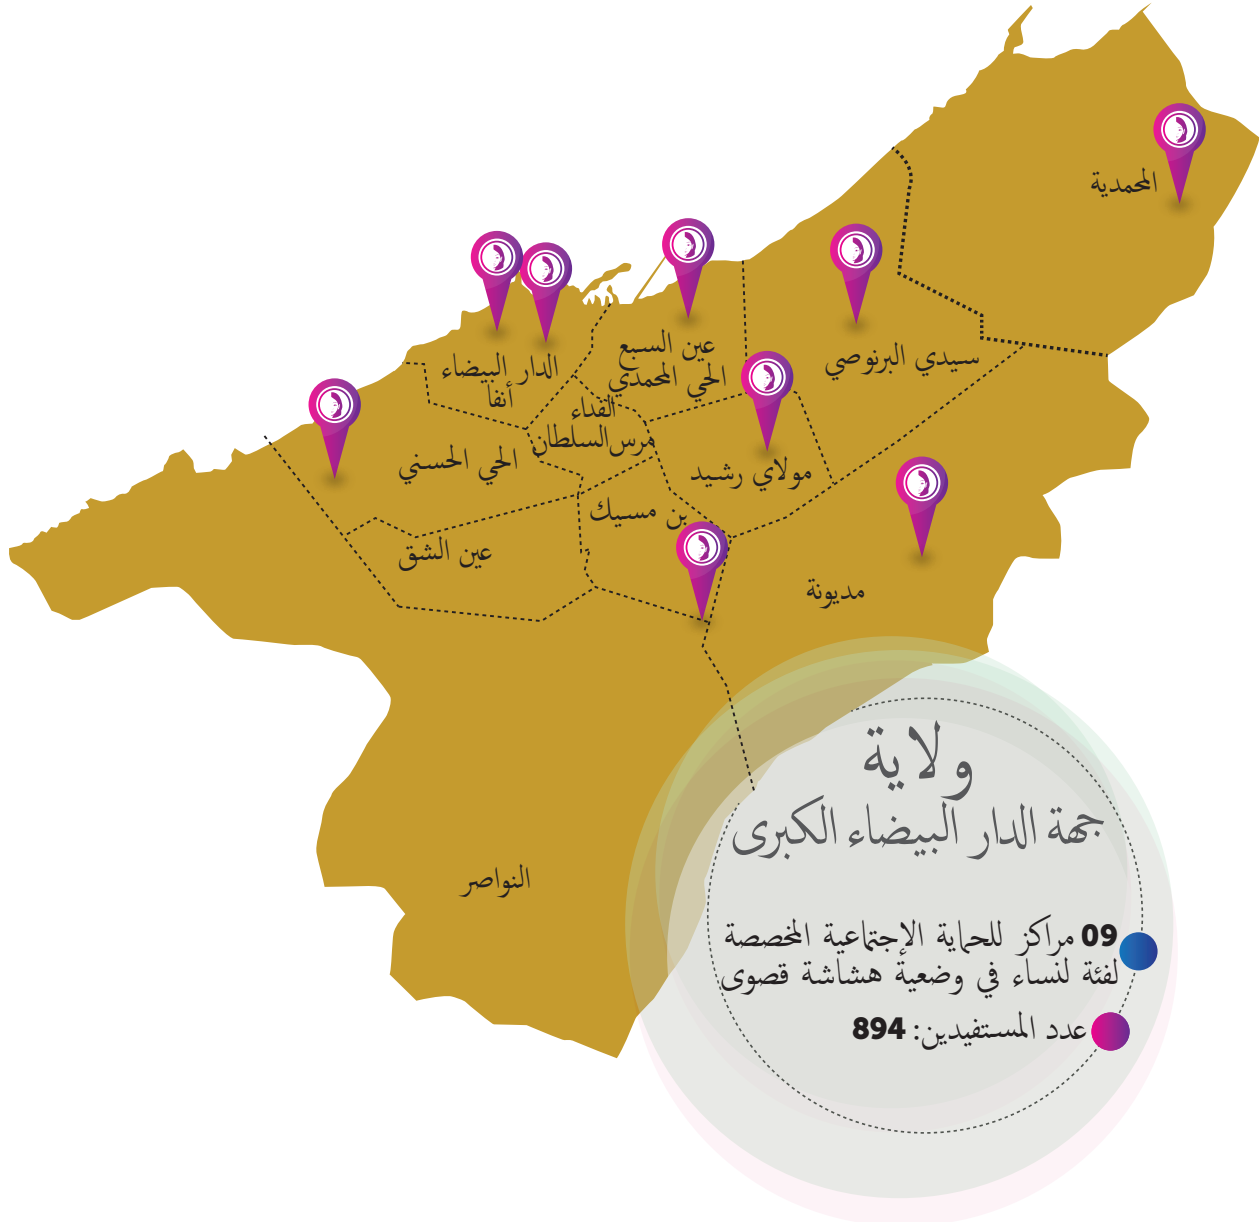 المحمدية
سيدي البرنوصي
عين السبع
الحي المحمدي
الدار البيضاء
أنفا
الفداء
مرس السلطان
الحي الحسني
مولاي رشيد
بن مسيك
عين الشق
مديونة
النواصر
ولاية
جهة الدار البيضاء الكبرى
09 مراكز للحماية الإجتماعية المخصصة
لفئة لنساء في وضعية هشاشة قصوى
عدد المستفيدين: 894